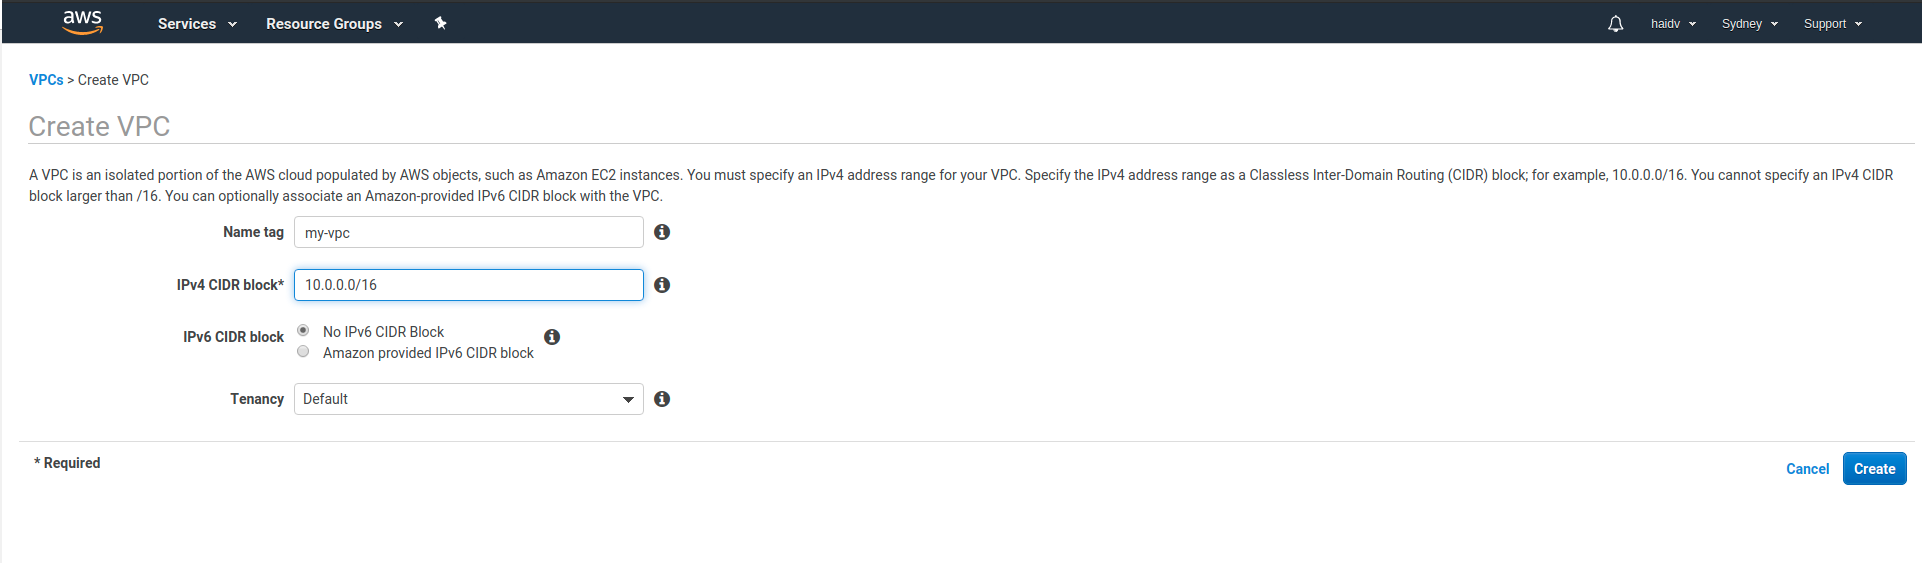 aws Services Resource Groups haidv Sydney Support
VPCs > Create VPC
Create VPC
A VPC is an isolated portion of the AWS cloud populated by AWS objects, such as Amazon EC2 instances. You must specify an IPv4 address range for your VPC. Specify the IPv4 address range as a Classless Inter-Domain Routing (CIDR) block; for example, 10.0.0.0/16. You cannot specify an IPv4 CIDR
block larger than /16. You can optionally associate an Amazon-provided IPv6 CIDR block with the VPC.
Name tag my-vpc
IPv4 CIDR block* 10.0.0.0/16
IPv6 CIDR block No IPv6 CIDR Block
Amazon provided IPv6 CIDR block
Tenancy Default
* Required
Cancel Create